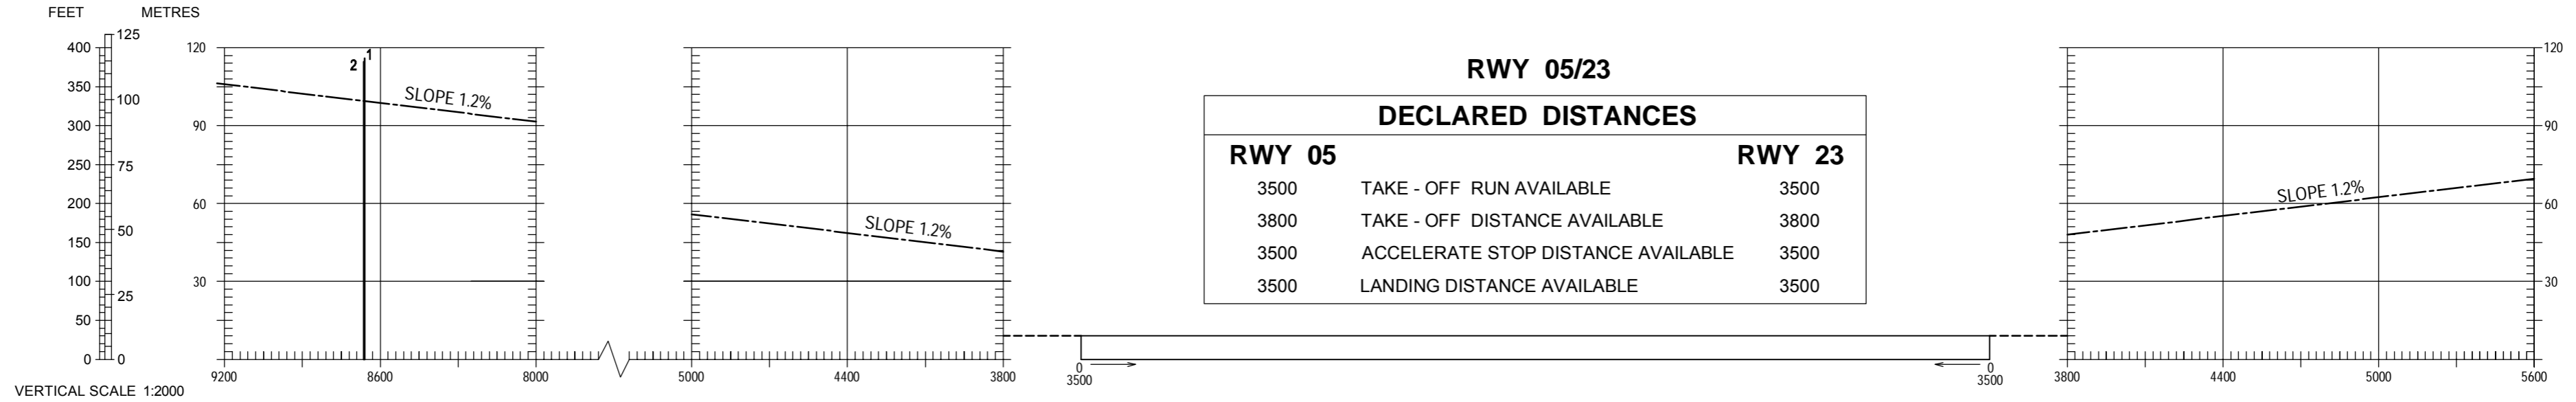 FEET METRES
400
350
300
250
200
150
100
50
0
125
100
75
50
25
0
120
90
60
30
2 1
SLOPE 1.2%
9200 8600 8000
SLOPE 1.2%
5000 4400 3800
RWY 05/23
DECLARED DISTANCES
RWY 05 RWY 23
3500 TAKE - OFF RUN AVAILABLE 3500
3800 TAKE - OFF DISTANCE AVAILABLE 3800
3500 ACCELERATE STOP DISTANCE AVAILABLE 3500
3500 LANDING DISTANCE AVAILABLE 3500
0 0
3500 3500
SLOPE 1.2%
120
90
60
30
3800 4400 5000 5600
VERTICAL SCALE 1:2000